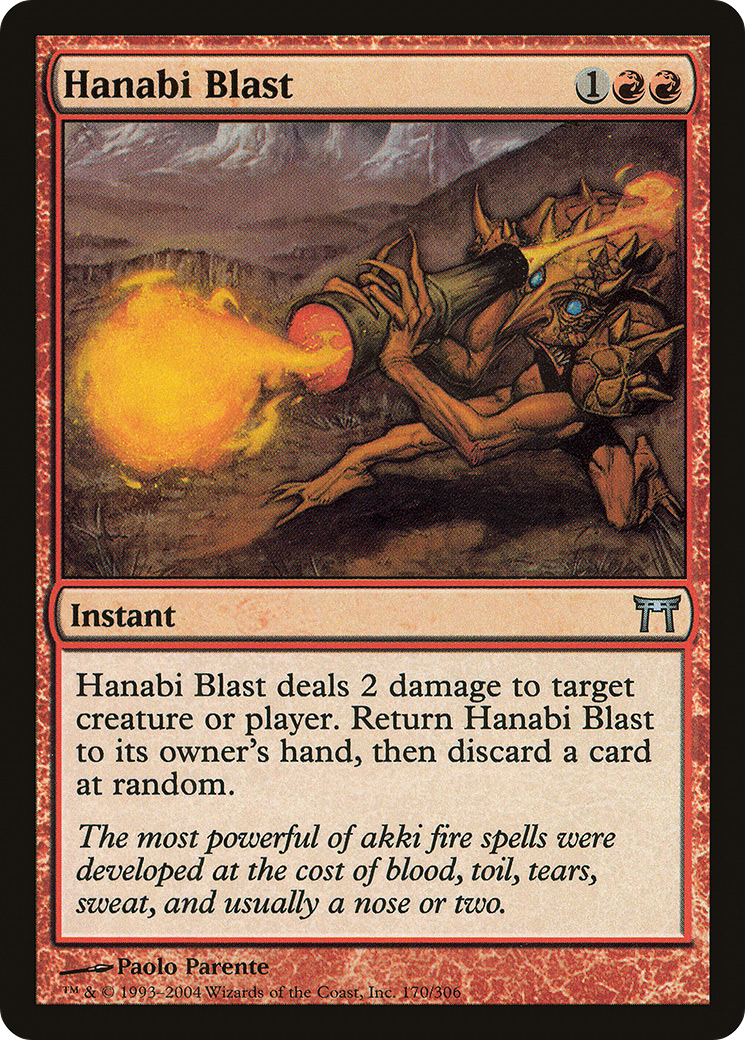 Hanabi Blast
1
Instant
Hanabi Blast deals 2 damage to target
creature or player. Return Hanabi Blast
to its owner's hand, then discard a card
at random.
The most powerful of akki fire spells were
developed at the cost of blood, toil, tears,
sweat, and usually a nose or two.
Paolo Parente
™ & © 1993–2004 Wizards of the Coast, Inc. 170/306